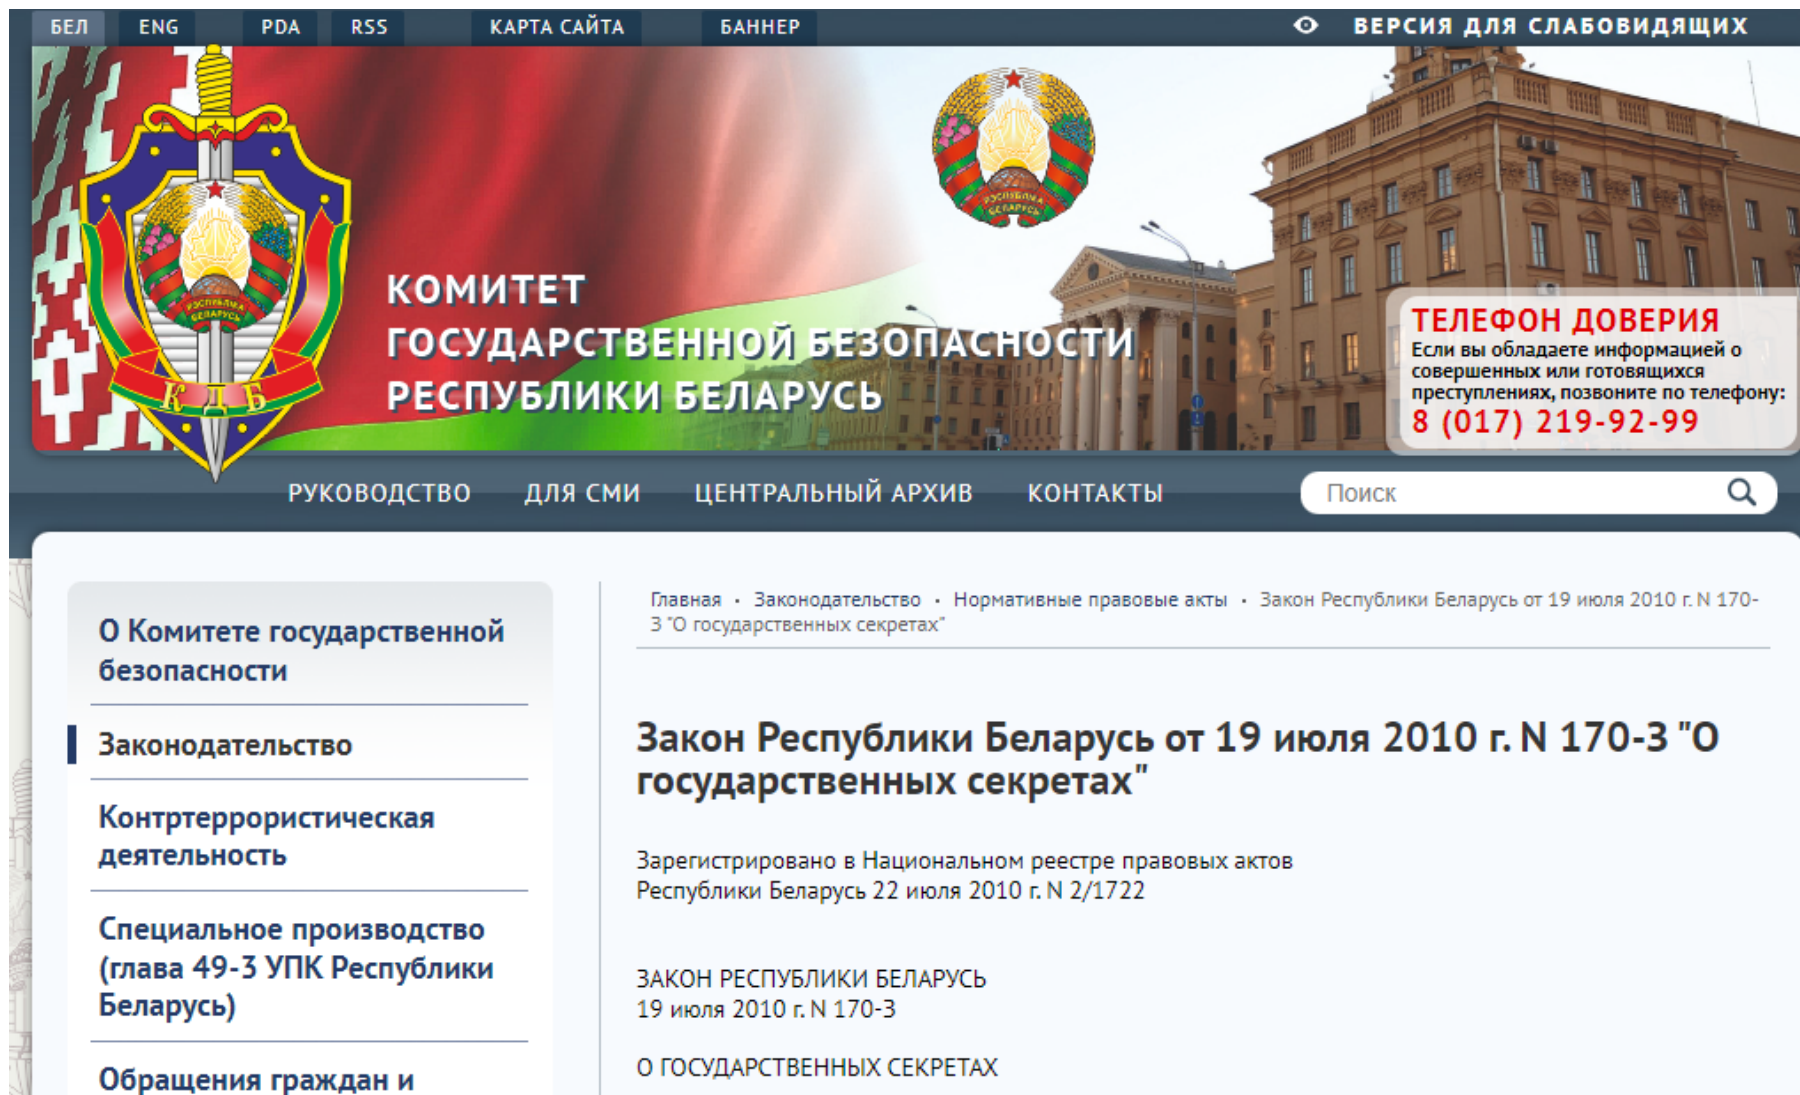 БЕЛ ENG PDA RSS КАРТА САЙТА БАННЕР ВЕРСИЯ ДЛЯ СЛАБОВИДЯЩИХ
РЭСПУБЛІКА
БЕЛАРУСЬ
РЭСПУБЛІКА
БЕЛАРУСЬ
КДБ
КОМИТЕТ
ГОСУДАРСТВЕННОЙ БЕЗОПАСНОСТИ
РЕСПУБЛИКИ БЕЛАРУСЬ
ТЕЛЕФОН ДОВЕРИЯ
Если вы обладаете информацией о
совершенных или готовящихся
преступлениях, позвоните по телефону:
8 (017) 219-92-99
РУКОВОДСТВО ДЛЯ СМИ ЦЕНТРАЛЬНЫЙ АРХИВ КОНТАКТЫ Поиск
О Комитете государственной
безопасности
Законодательство
Контртеррористическая
деятельность
Специальное производство
(глава 49-3 УПК Республики
Беларусь)
Обращения граждан и
Главная • Законодательство • Нормативные правовые акты • Закон Республики Беларусь от 19 июля 2010 г. N 170-
З "О государственных секретах"
Закон Республики Беларусь от 19 июля 2010 г. N 170-З "О
государственных секретах"
Зарегистрировано в Национальном реестре правовых актов
Республики Беларусь 22 июля 2010 г. N 2/1722
ЗАКОН РЕСПУБЛИКИ БЕЛАРУСЬ
19 июля 2010 г. N 170-З
О ГОСУДАРСТВЕННЫХ СЕКРЕТАХ